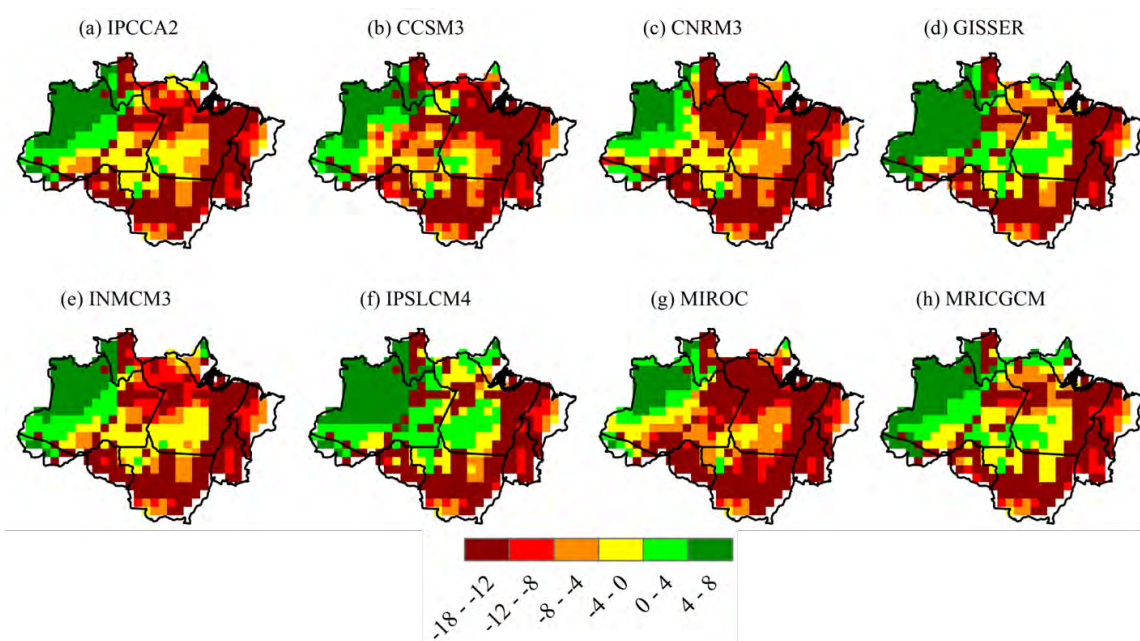 (a) IPCCA2
(b) CCSM3
(c) CNRM3
(d) GISSER
(e) INMCM3
(f) IPSLCM4
(g) MIROC
(h) MRICGCM
-18 - -12
-12 - -8
-8 - -4
-4 - 0
0 - 4
4 - 8